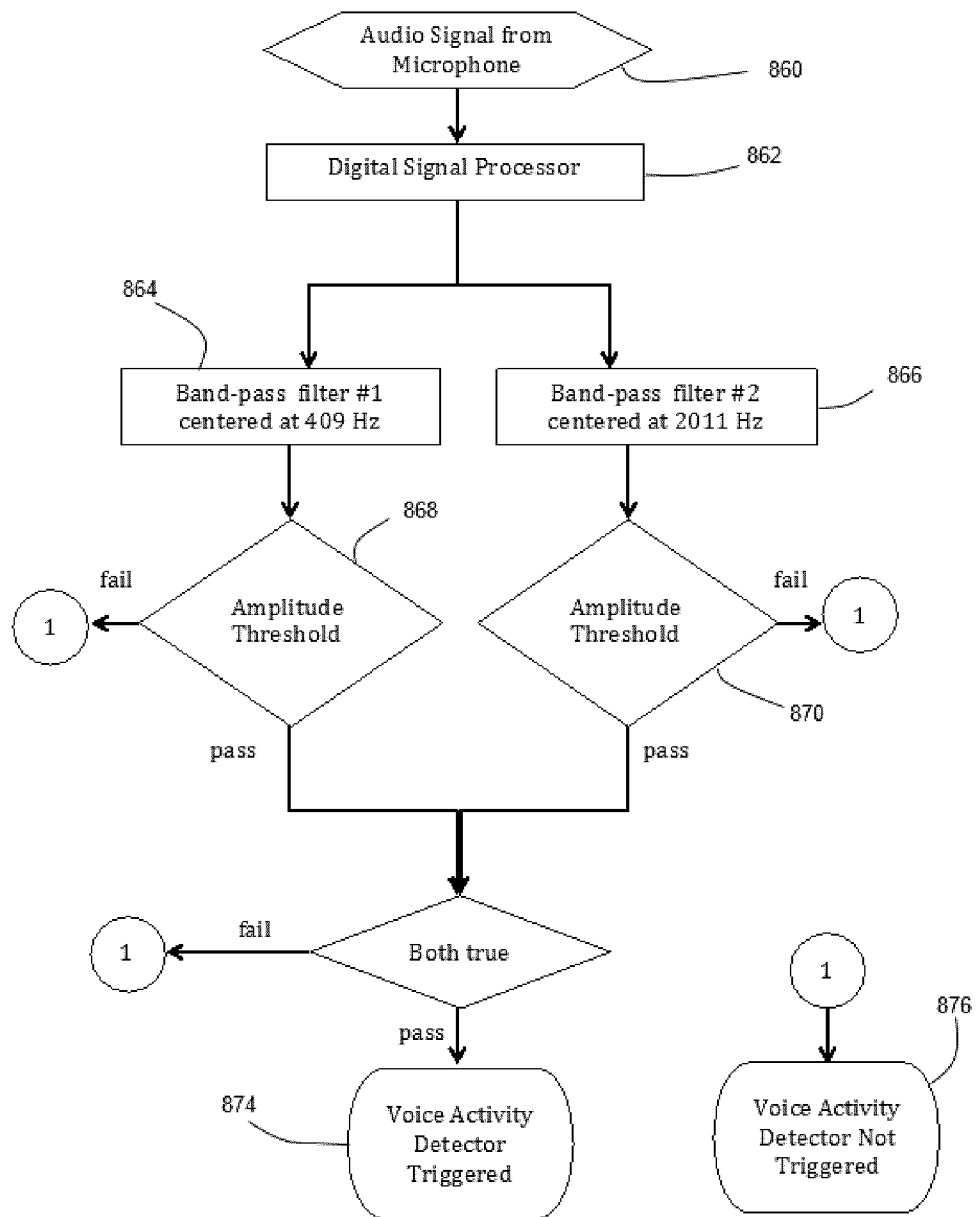 Audio Signal from
Microphone
860
Digital Signal Processor
862
864
Band-pass filter #1
centered at 409 Hz
Band-pass filter #2
centered at 2011 Hz
866
868
fail
1
Amplitude
Threshold
Amplitude
Threshold
fail
1
870
pass
pass
fail
1
Both true
1
pass
876
874
Voice Activity
Detector
Triggered
Voice Activity
Detector Not
Triggered